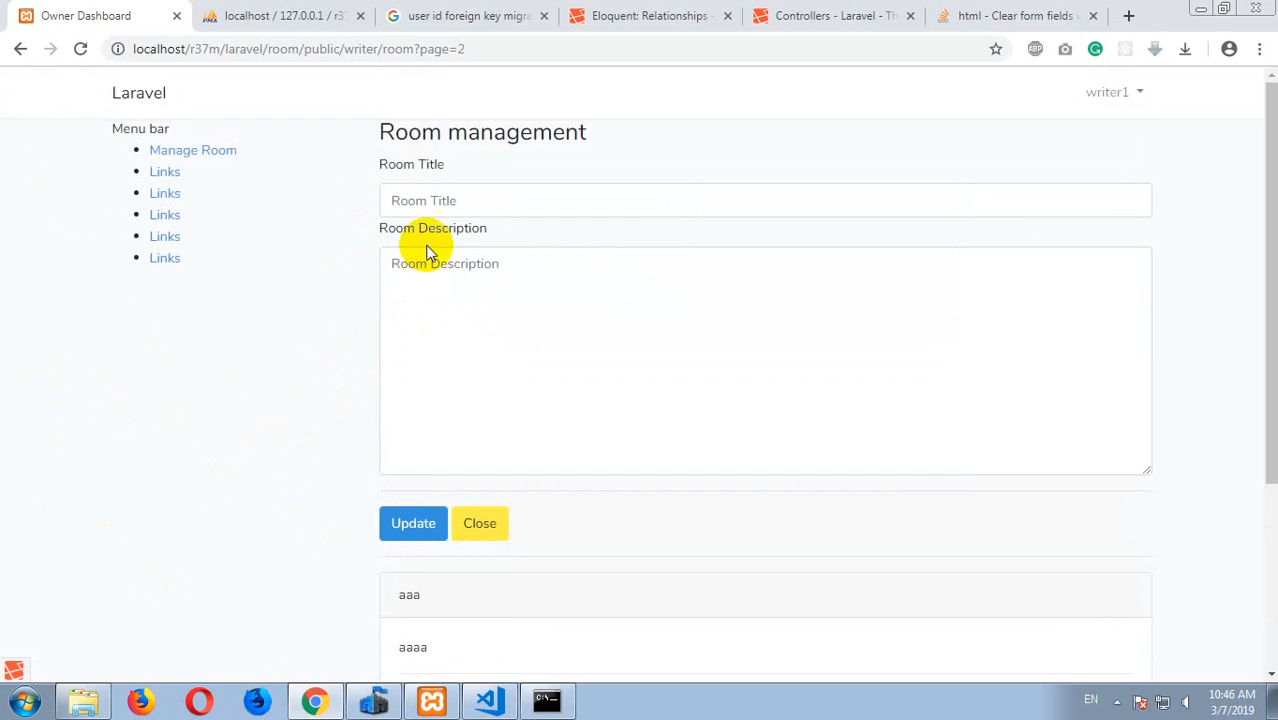 Owner Dashboard
localhost / 127.0.0.1 / r37
user id foreign key migra
Eloquent: Relationships -
Controllers - Laravel - Th
html - Clear form fields
localhost/r37m/laravel/room/public/writer/room?page=2
ABP
Laravel
writer1
Menu bar
Manage Room
Links
Links
Links
Links
Links
Room management
Room Title
Room Title
Room Description
Room Description
Update
Close
aaa
aaaa
EN
10:46 AM
3/7/2019